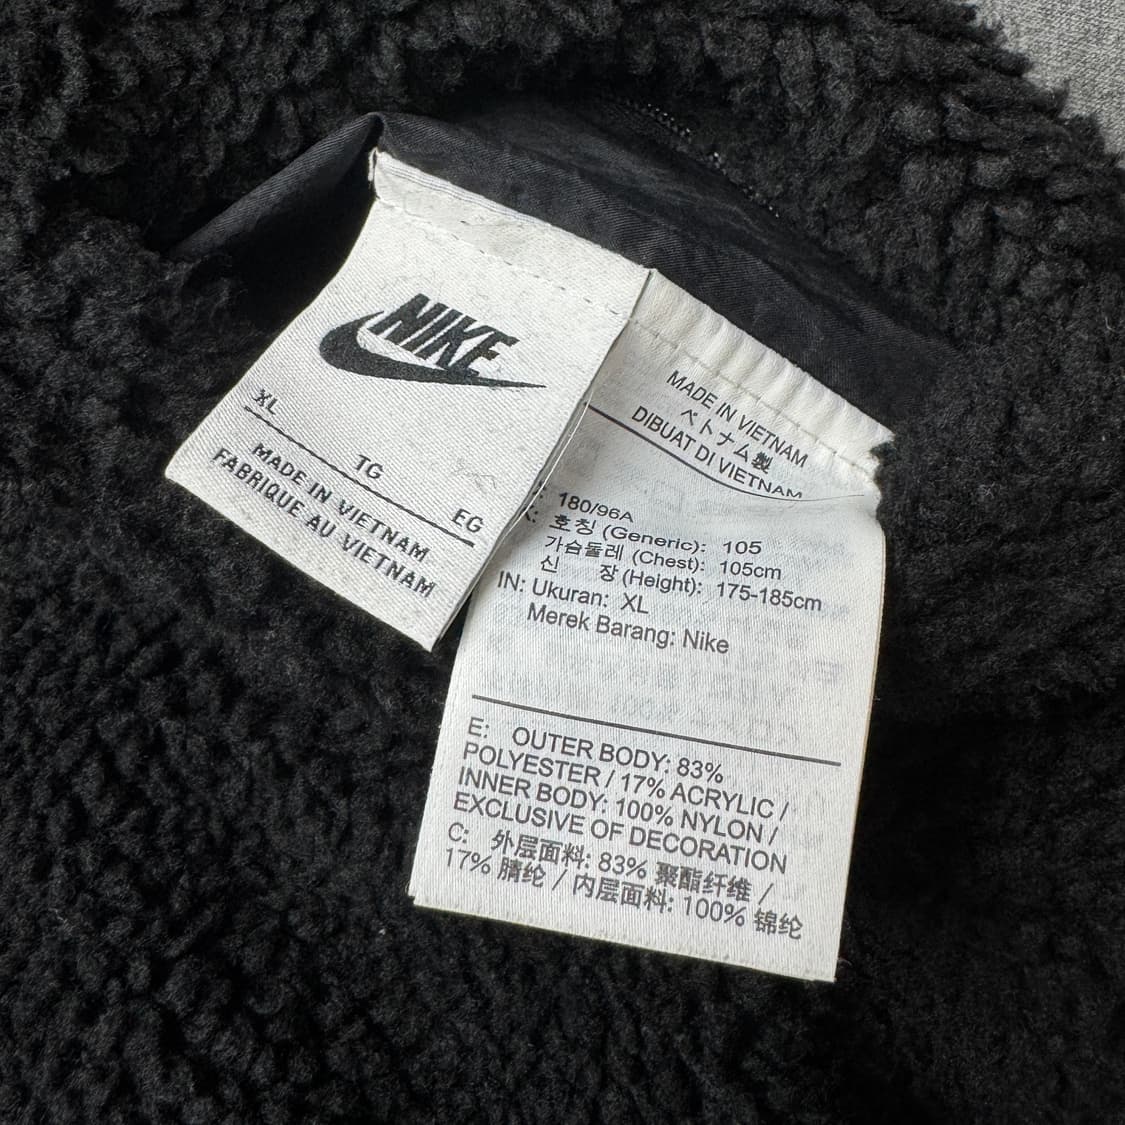 NIKE
XL
TG
EG
MADE IN VIETNAM
FABRIQUE AU VIETNAM
MADE IN VIETNAM
ベトナム製
DIBUAT DI VIETNAM
180/96A
호칭 (Generic): 105
가슴둘레 (Chest): 105cm
신 장 (Height): 175-185cm
IN: Ukuran: XL
Merek Barang: Nike
E: OUTER BODY: 83%
POLYESTER / 17% ACRYLIC /
INNER BODY: 100% NYLON /
EXCLUSIVE OF DECORATION
C: 外层面料: 83% 聚酯纤维 /
17% 腈纶 / 内层面料: 100% 锦纶